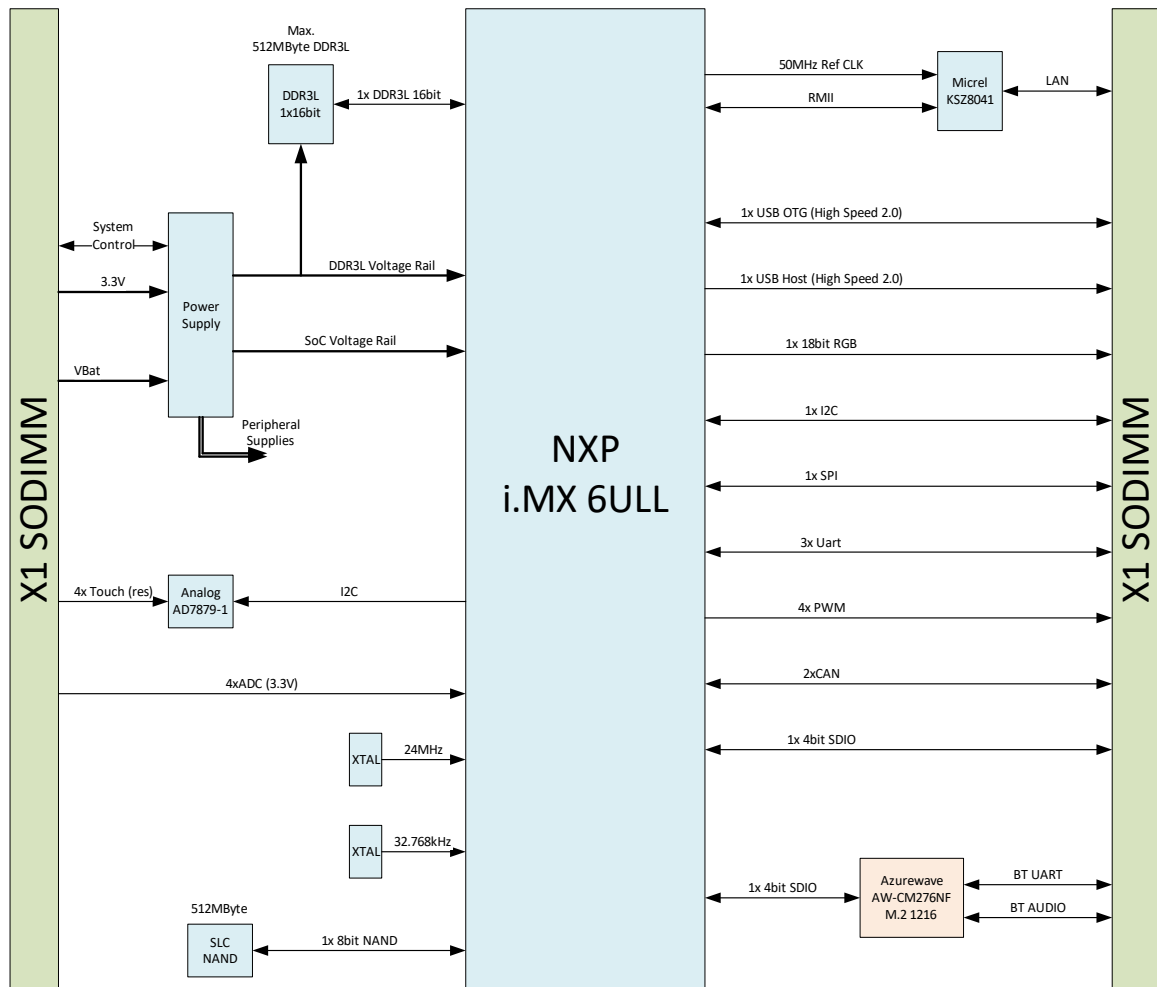 X1 SODIMM
Max.
512MByte DDR3L
DDR3L
1x16bit
1x DDR3L 16bit
System
Control
3.3V
VBat
Power
Supply
DDR3L Voltage Rail
SoC Voltage Rail
Peripheral
Supplies
4x Touch (res)
Analog
AD7879-1
I2C
4xADC (3.3V)
XTAL
24MHz
XTAL
32.768kHz
512MByte
SLC
NAND
1x 8bit NAND
NXP
i.MX 6ULL
50MHz Ref CLK
RMII
Micrel
KSZ8041
LAN
1x USB OTG (High Speed 2.0)
1x USB Host (High Speed 2.0)
1x 18bit RGB
1x I2C
1x SPI
3x Uart
4x PWM
2xCAN
1x 4bit SDIO
1x 4bit SDIO
Azurewave
AW-CM276NF
M.2 1216
BT UART
BT AUDIO
X1 SODIMM